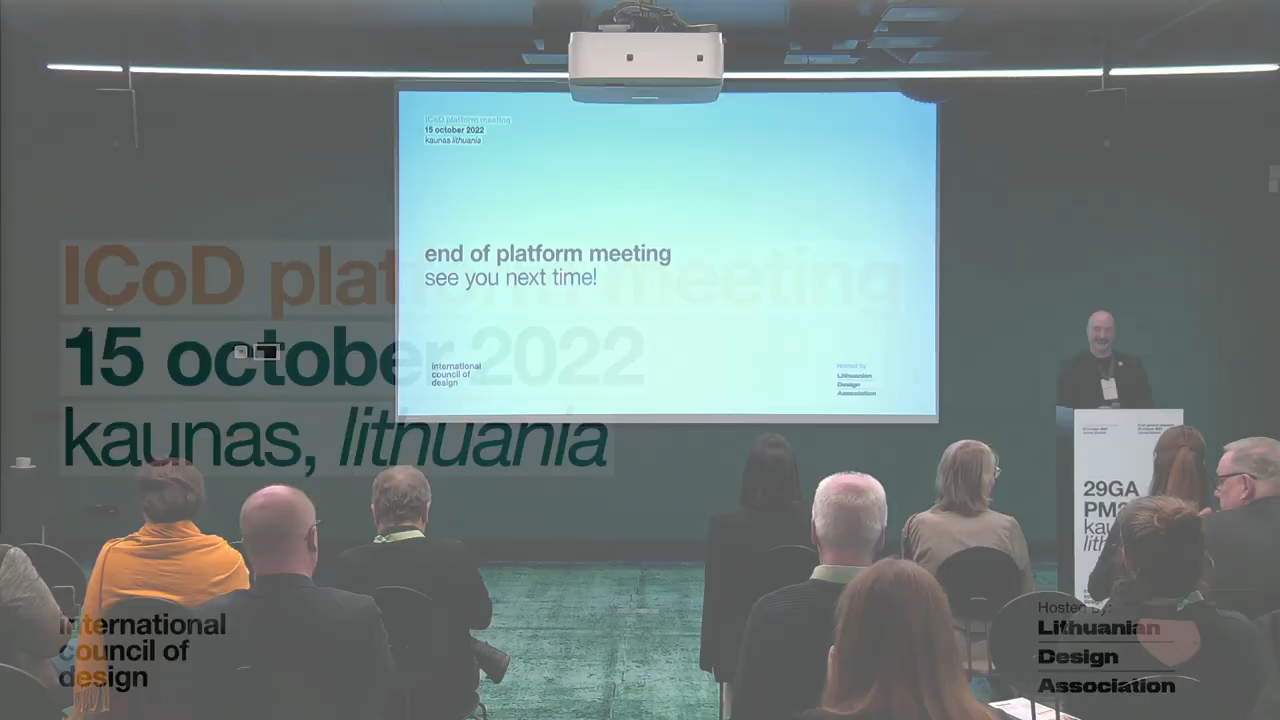 ICoD platform meeting
15 october 2022
kaunas lithuania
end of platform meeting
see you next time!
international
council of
design
Hosted by
Lithuanian
Design
Association
ICoD platform meeting
15 october 2022
kaunas, lithuania
29GA
kau
international
council of
design
Hosted by:
Lithuanian
Design
Association